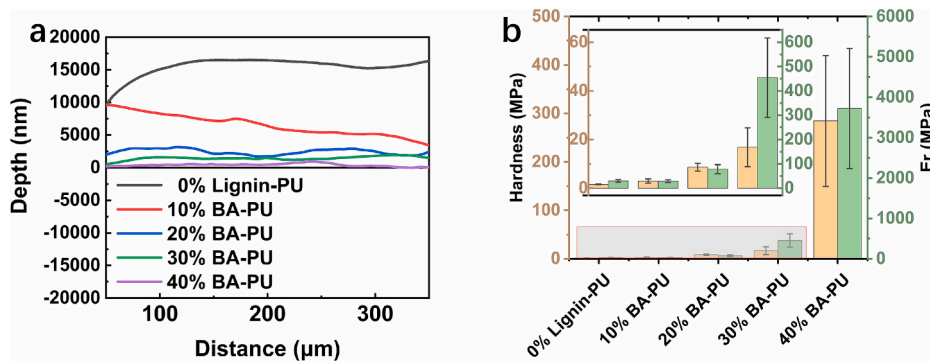 a
20000
15000
10000
5000
0
-5000
-10000
-15000
-20000
Depth (nm)
0% Lignin-PU
10% BA-PU
20% BA-PU
30% BA-PU
40% BA-PU
100
200
300
Distance (μm)
b
500
400
300
200
100
0
Hardness (MPa)
60
40
20
0
600
500
400
300
200
100
0
6000
5000
4000
3000
2000
1000
0
Er (MPa)
0% Lignin-PU
10% BA-PU
20% BA-PU
30% BA-PU
40% BA-PU